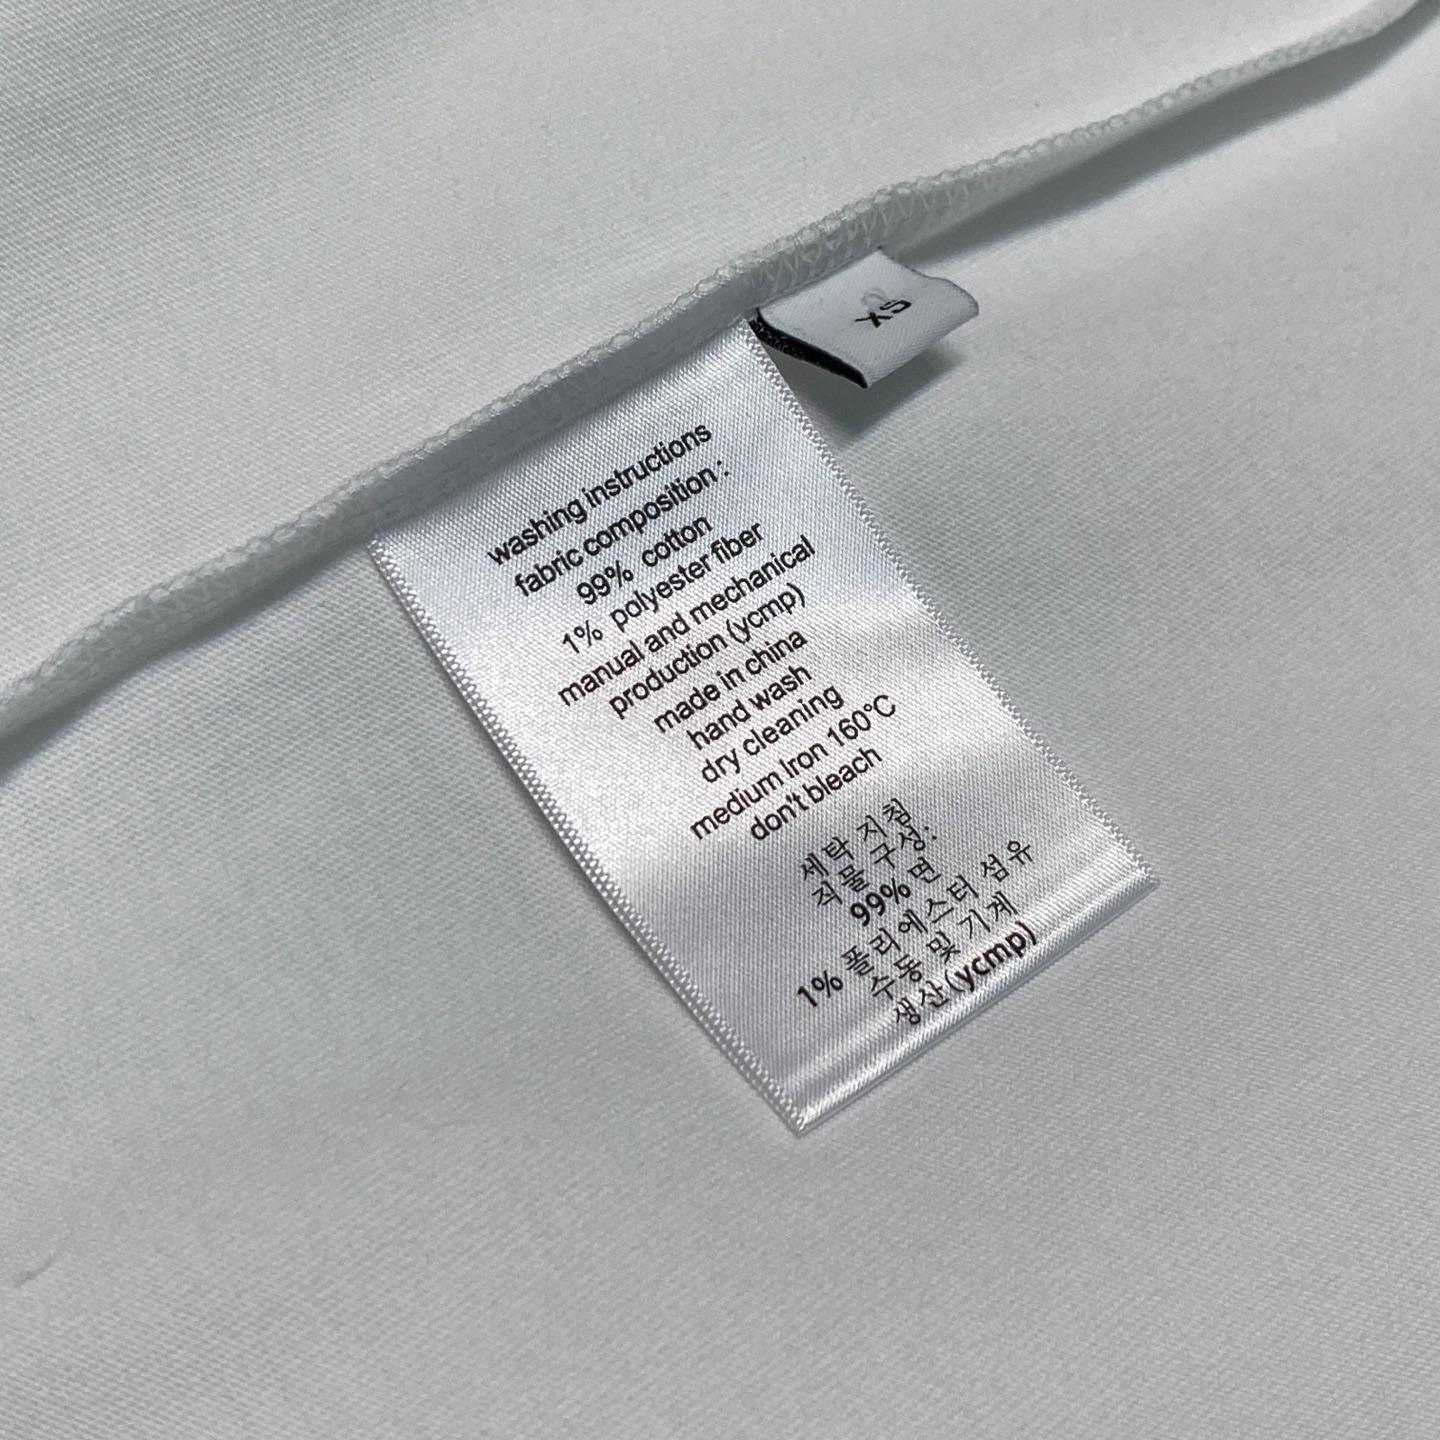 XS
washing instructions
fabric composition :
99% cotton
1% polyester fiber
manual and mechanical
production (ycmp)
made in china
hand wash
dry cleaning
medium Iron 160°C
don't bleach
세탁 지침
직물 구성:
99% 면
1% 폴리에스터 섬유
수동 및 기계
생산(ycmp)